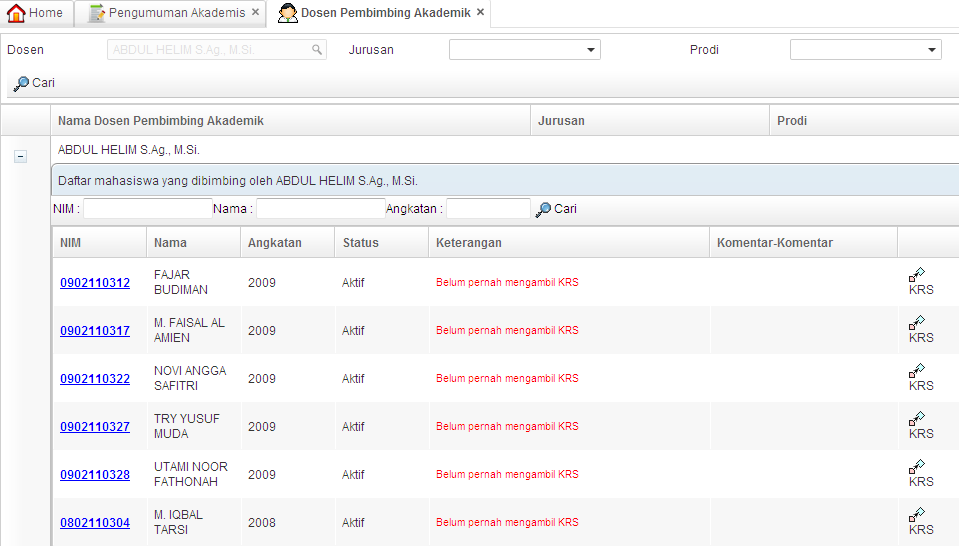 Home Pengumuman Akademis × Dosen Pembimbing Akademik ×
Dosen ABDUL HELIM S.Ag., M.Si. Jurusan Prodi
Cari
Nama Dosen Pembimbing Akademik Jurusan Prodi
ABDUL HELIM S.Ag., M.Si.
Daftar mahasiswa yang dibimbing oleh ABDUL HELIM S.Ag., M.Si.
NIM : Nama : Angkatan : Cari
NIM Nama Angkatan Status Keterangan Komentar-Komentar
0902110312 FAJAR BUDIMAN 2009 Aktif Belum pernah mengambil KRS KRS
0902110317 M. FAISAL AL AMIEN 2009 Aktif Belum pernah mengambil KRS KRS
0902110322 NOVI ANGGA SAFITRI 2009 Aktif Belum pernah mengambil KRS KRS
0902110327 TRY YUSUF MUDA 2009 Aktif Belum pernah mengambil KRS KRS
0902110328 UTAMI NOOR FATHONAH 2009 Aktif Belum pernah mengambil KRS KRS
0802110304 M. IQBAL TARSI 2008 Aktif Belum pernah mengambil KRS KRS